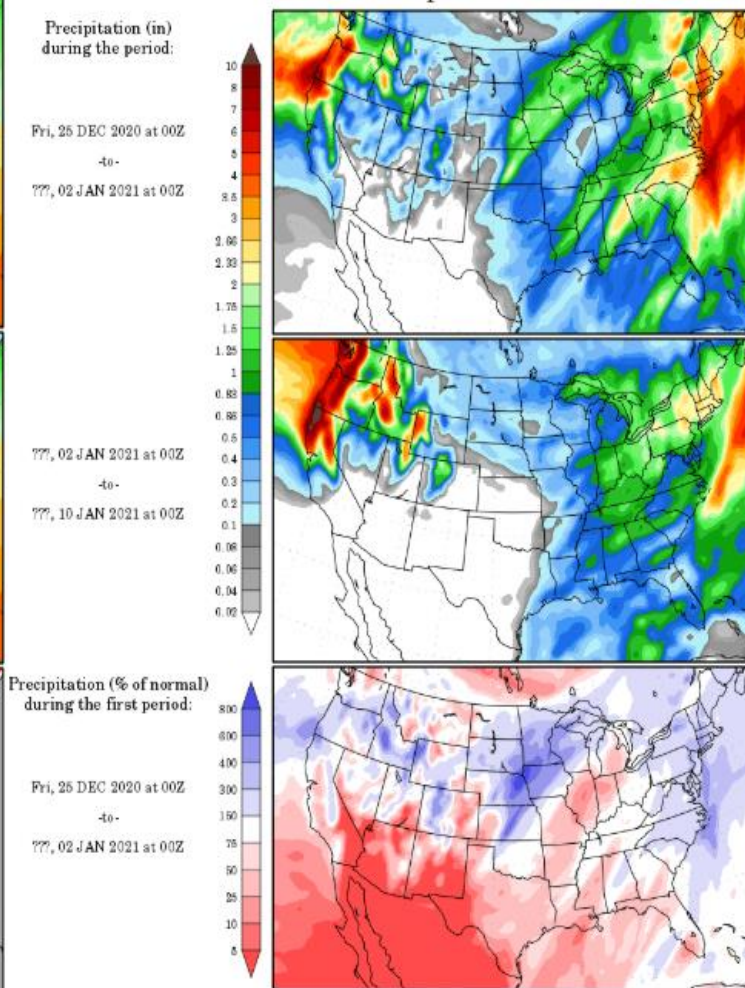 Precipitation (in)
during the period:
Fri, 25 DEC 2020 at 00Z
-to-
???, 02 JAN 2021 at 00Z
10
8
7
6
5
4
3.5
3
2.66
2.33
2
1.75
1.5
1.25
1
0.83
0.66
0.5
0.4
0.3
0.2
0.1
0.08
0.06
0.04
0.02
???, 02 JAN 2021 at 00Z
-to-
???, 10 JAN 2021 at 00Z
Precipitation (% of normal)
during the first period:
Fri, 25 DEC 2020 at 00Z
-to-
???, 02 JAN 2021 at 00Z
800
600
400
300
150
75
50
25
10
5